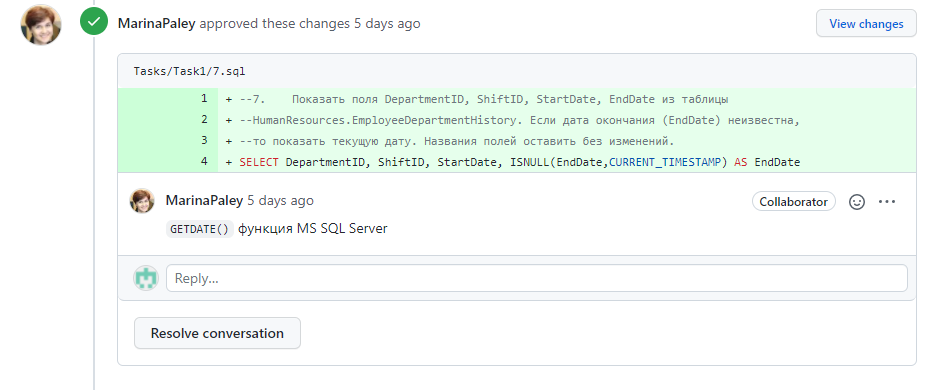 MarinaPaley approved these changes 5 days ago
View changes
Tasks/Task1/7.sql
1 + --7. Показать поля DepartmentID, ShiftID, StartDate, EndDate из таблицы
2 + --HumanResources.EmployeeDepartmentHistory. Если дата окончания (EndDate) неизвестна,
3 + --то показать текущую дату. Названия полей оставить без изменений.
4 + SELECT DepartmentID, ShiftID, StartDate, ISNULL(EndDate,CURRENT_TIMESTAMP) AS EndDate
MarinaPaley 5 days ago Collaborator
GETDATE() функция MS SQL Server
Reply...
Resolve conversation